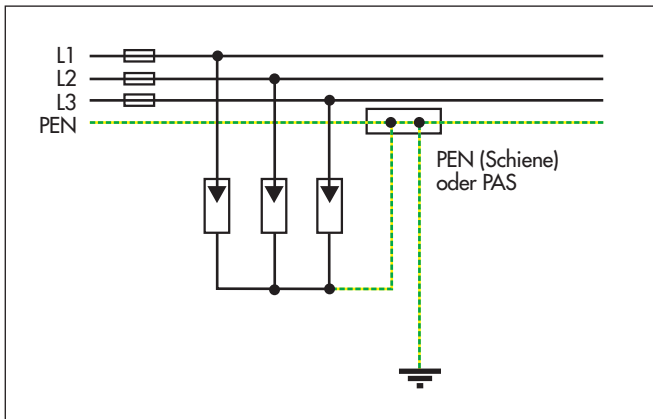 L1
L2
L3
PEN
PEN (Schiene)
oder PAS